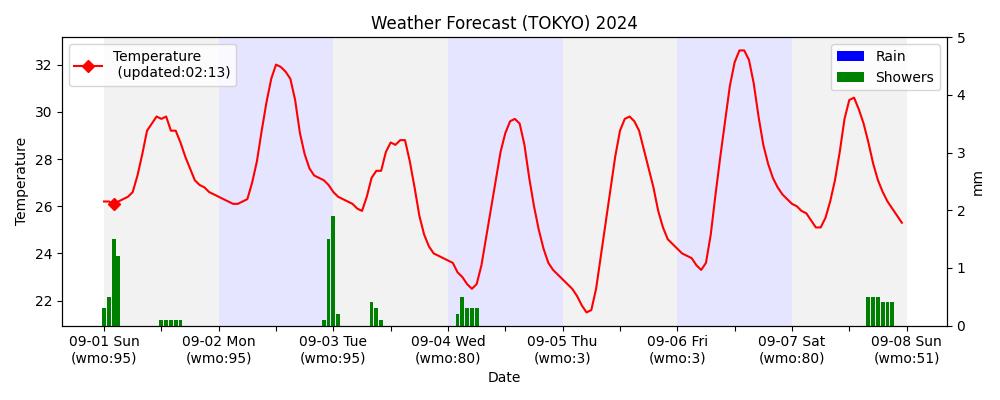 Weather Forecast (TOKYO) 2024
Temperature
(updated:02:13)
Rain
Showers
Temperature
32
30
28
26
24
22
5
4
3
2
1
0
mm
09-01 Sun
(wmo:95)
09-02 Mon
(wmo:95)
09-03 Tue
(wmo:95)
09-04 Wed
(wmo:80)
09-05 Thu
(wmo:3)
09-06 Fri
(wmo:3)
09-07 Sat
(wmo:80)
09-08 Sun
(wmo:51)
Date